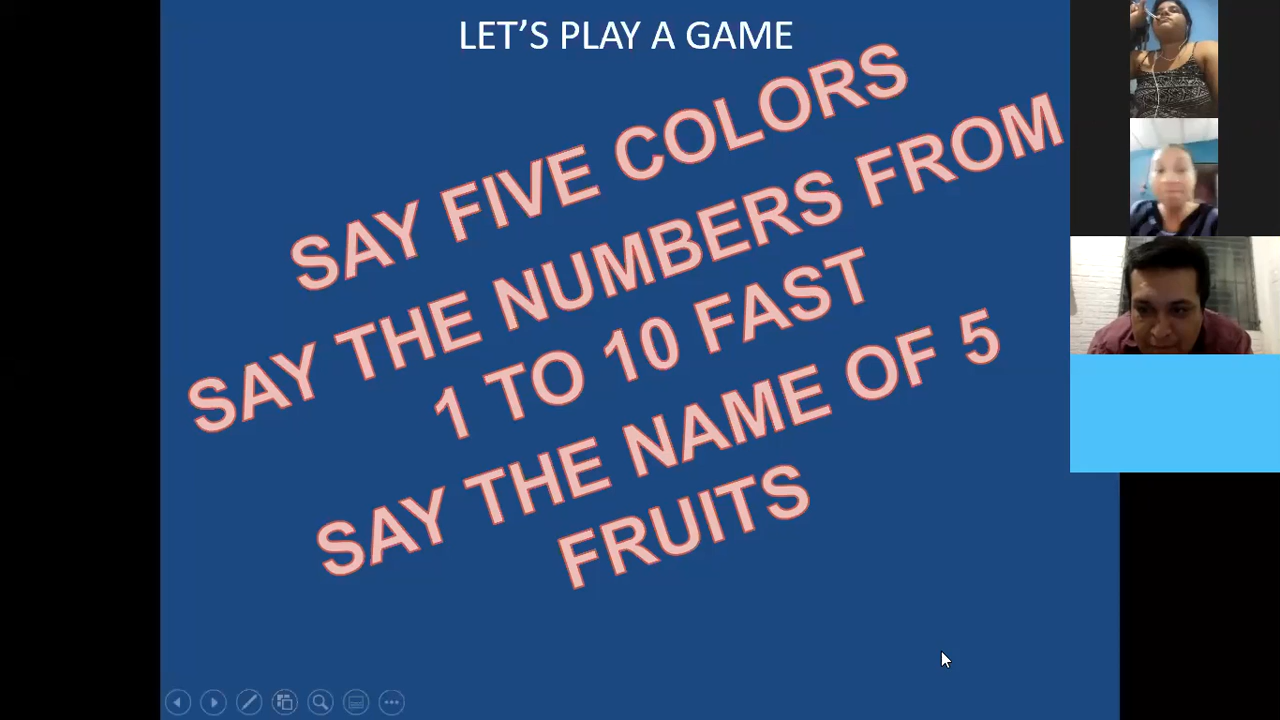 LET'S PLAY A GAME
SAY FIVE COLORS
SAY THE NUMBERS FROM
1 TO 10 FAST
SAY THE NAME OF 5
FRUITS